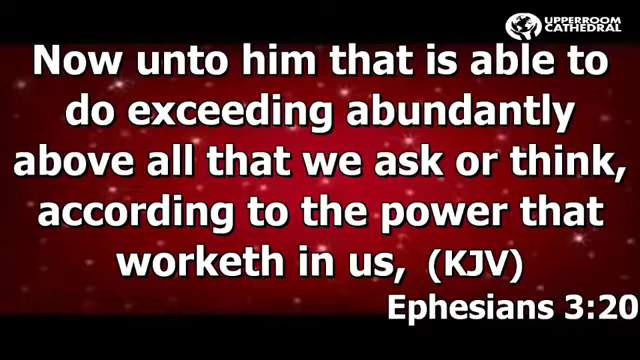 UPPERROOM
CATHEDRAL
Now unto him that is able to
do exceeding abundantly
above all that we ask or think,
according to the power that
worketh in us, (KJV)
Ephesians 3:20